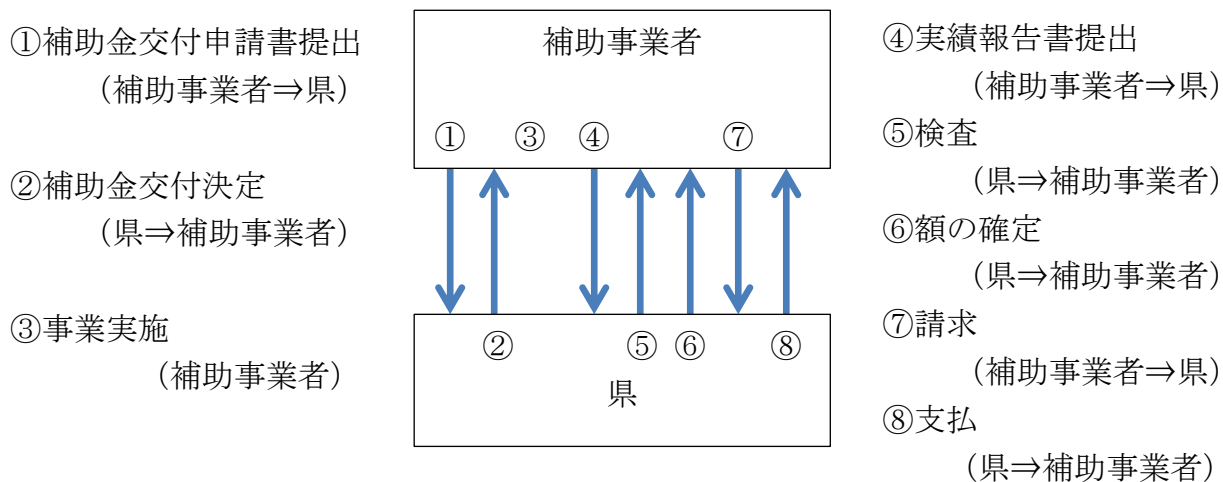 ①補助金交付申請書提出
（補助事業者⇒県）
②補助金交付決定
（県⇒補助事業者）
③事業実施
（補助事業者）
補助事業者
① ③ ④ ⑦
② ⑤ ⑥ ⑧
県
④実績報告書提出
（補助事業者⇒県）
⑤検査
（県⇒補助事業者）
⑥額の確定
（県⇒補助事業者）
⑦請求
（補助事業者⇒県）
⑧支払
（県⇒補助事業者）